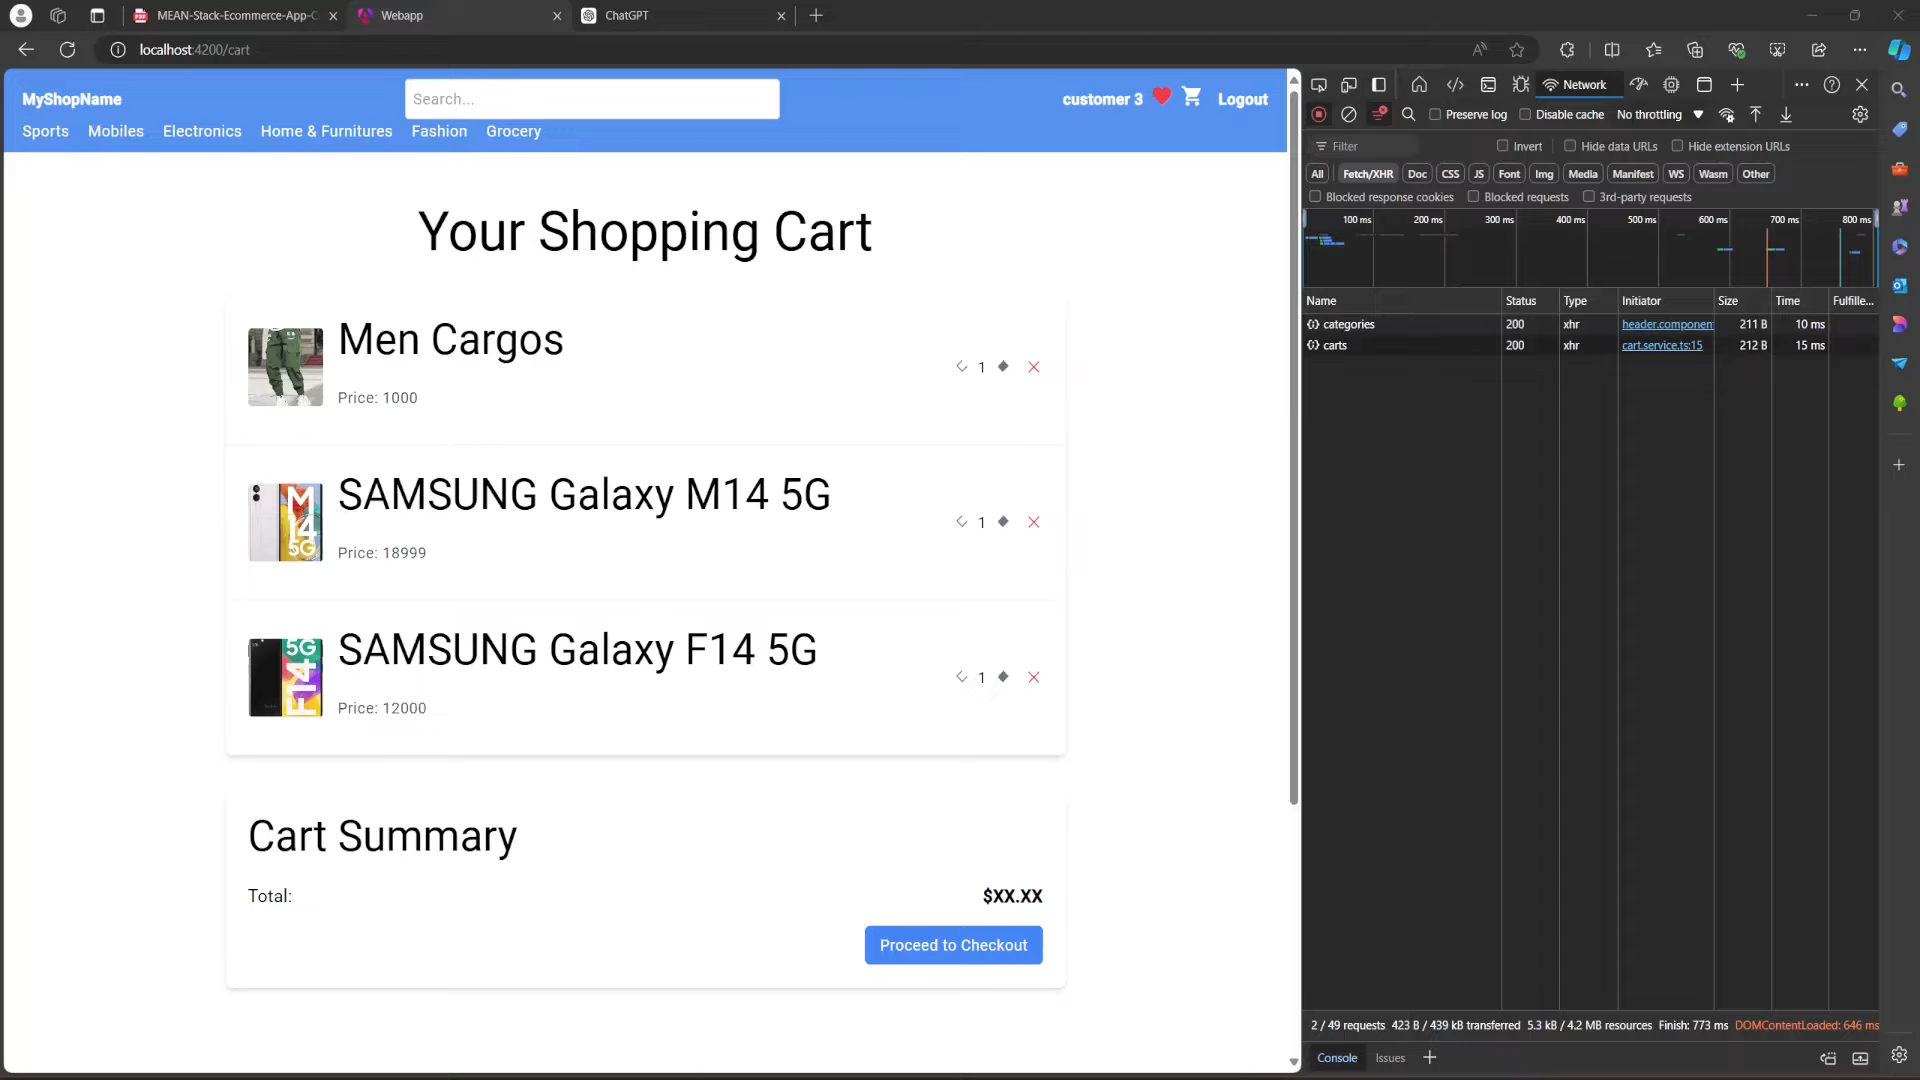 MEAN-Stack-Ecommerce-App-C
Webapp
ChatGPT
localhost:4200/cart
MyShopName
Search...
customer 3
Logout
Sports Mobiles Electronics Home & Furnitures Fashion Grocery
Your Shopping Cart
Men Cargos
1
Price: 1000
M
14
5G
SAMSUNG Galaxy M14 5G
1
Price: 18999
5G
F14
SAMSUNG Galaxy F14 5G
1
Price: 12000
Cart Summary
Total: $XX.XX
Proceed to Checkout
Network
Preserve log Disable cache No throttling
Filter Invert Hide data URLs Hide extension URLs
All Fetch/XHR Doc CSS JS Font Img Media Manifest WS Wasm Other
Blocked response cookies Blocked requests 3rd-party requests
100 ms 200 ms 300 ms 400 ms 500 ms 600 ms 700 ms 800 ms
Name Status Type Initiator Size Time Fulfille...
categories 200 xhr header.componen 211 B 10 ms
carts 200 xhr cart.service.ts:15 212 B 15 ms
2 / 49 requests 423 B / 439 kB transferred 5.3 kB / 4.2 MB resources Finish: 773 ms DOMContentLoaded: 646 ms
Console Issues